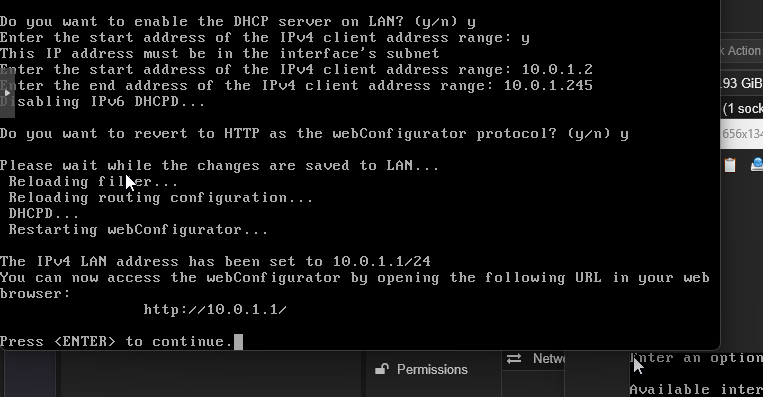 Do you want to enable the DHCP server on LAN? (y/n) y
Enter the start address of the IPv4 client address range: y
This IP address must be in the interface's subnet
Enter the start address of the IPv4 client address range: 10.0.1.2
Enter the end address of the IPv4 client address range: 10.0.1.245
Disabling IPv6 DHCPD...
Do you want to revert to HTTP as the webConfigurator protocol? (y/n) y
Please wait while the changes are saved to LAN...
Reloading filter...
Reloading routing configuration...
DHCPD...
Restarting webConfigurator...
The IPv4 LAN address has been set to 10.0.1.1/24
You can now access the webConfigurator by opening the following URL in your web
browser:
http://10.0.1.1/
Press <ENTER> to continue.
k Action
.93 GiB
(1 sock
656x134
Permissions
Netw
Enter an option
Available inter